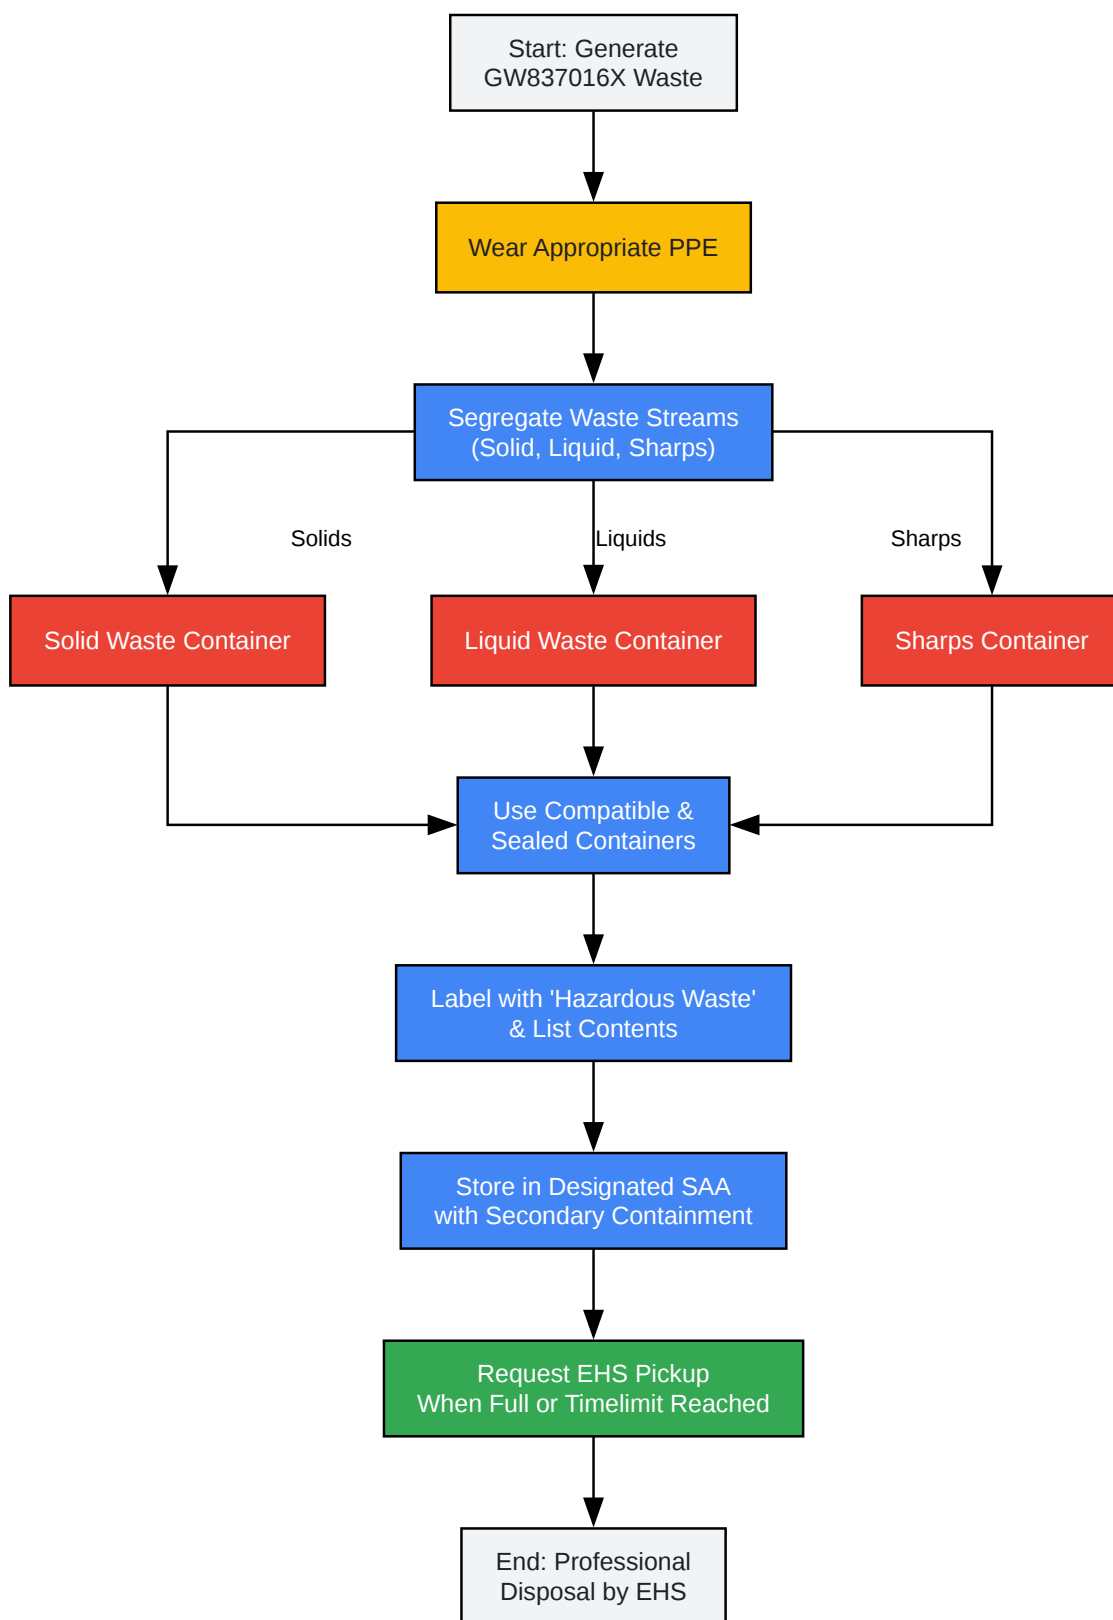 Start: Generate
GW837016X Waste
Wear Appropriate PPE
Segregate Waste Streams
(Solid, Liquid, Sharps)
Solids
Liquids
Sharps
Solid Waste Container
Liquid Waste Container
Sharps Container
Use Compatible &
Sealed Containers
Label with 'Hazardous Waste'
& List Contents
Store in Designated SAA
with Secondary Containment
Request EHS Pickup
When Full or Timelimit Reached
End: Professional
Disposal by EHS